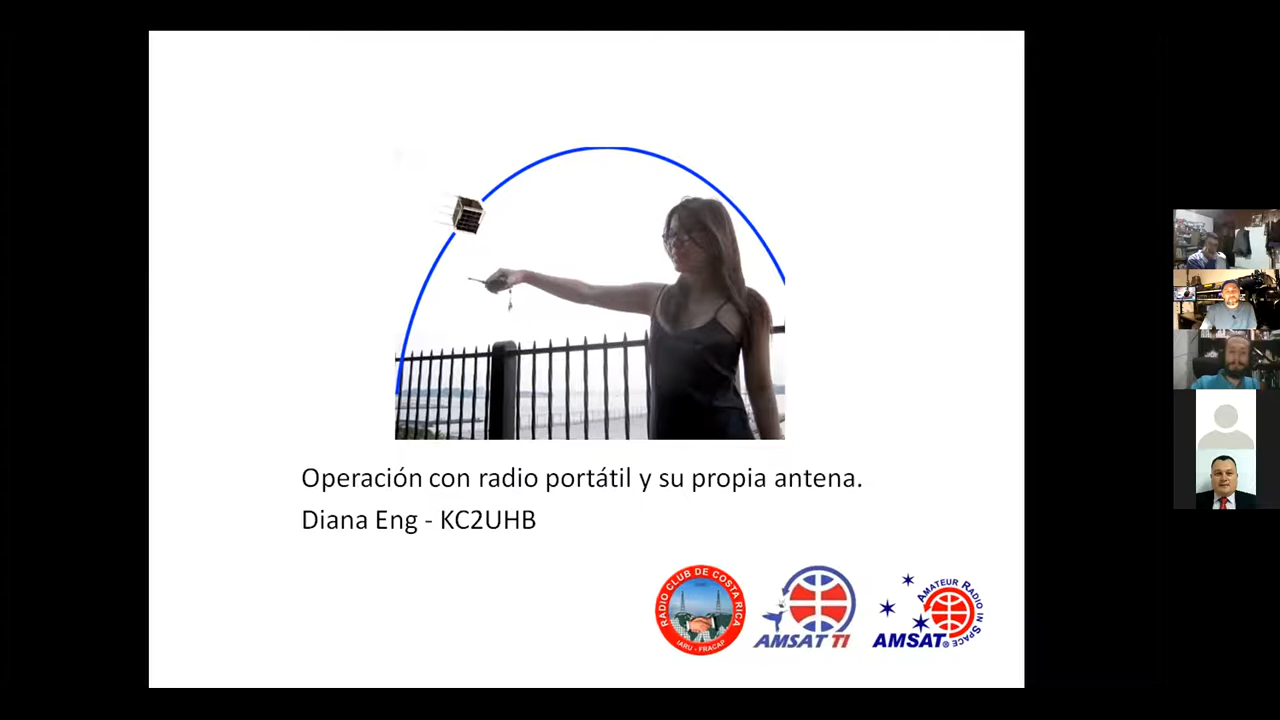 Operación con radio portátil y su propia antena.
Diana Eng - KC2UHB
RADIO CLUB DE COSTA RICA
IARU - FRACAP
AMSAT TI
AMATEUR RADIO IN SPACE
AMSAT®